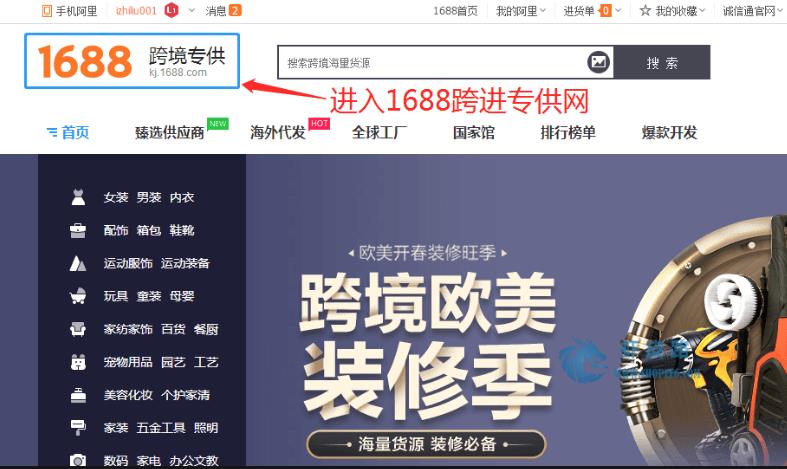 手机阿里 izhiliu001 L1 消息 2 1688首页 我的阿里 进货单 0 我的收藏 诚信通官网
1688 跨境专供
kj.1688.com
搜索跨境海量货源 搜 索
进入1688跨进专供网
首页 臻选供应商 NEW 海外代发 HOT 全球工厂 国家馆 排行榜单 爆款开发
女装 男装 内衣
配饰 箱包 鞋靴
运动服饰 运动装备
玩具 童装 母婴
家纺家饰 百货 餐厨
宠物用品 园艺 工艺
美容化妆 个护家清
家装 五金工具 照明
数码 家电 办公文教
欧美开春装修旺季
跨境欧美
装修季
海量货源 装修必备